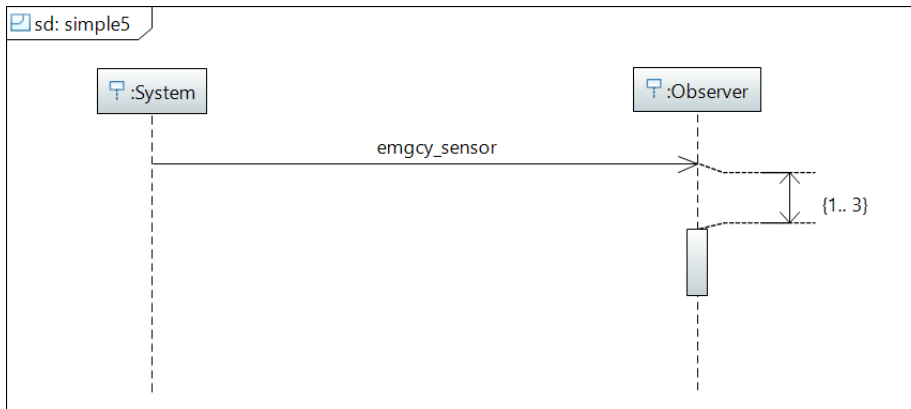 sd: simple5
:System
:Observer
emgcy_sensor
{1.. 3}